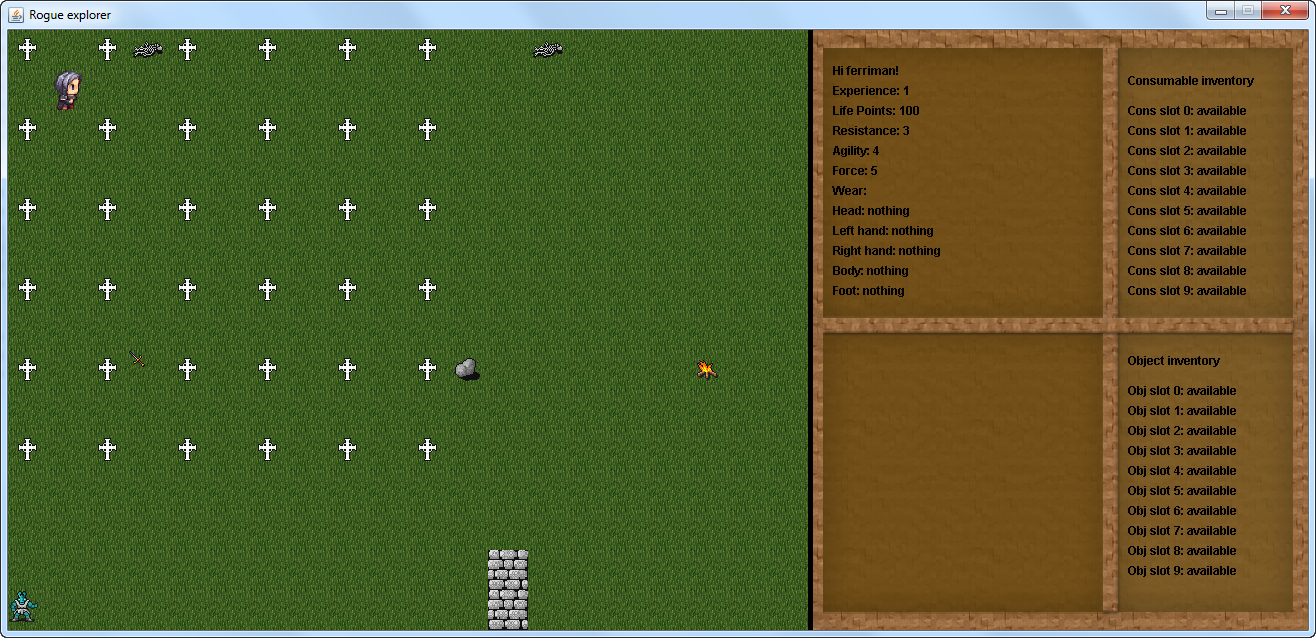 Rogue explorer
Hi ferriman!
Experience: 1
Life Points: 100
Resistance: 3
Agility: 4
Force: 5
Wear:
Head: nothing
Left hand: nothing
Right hand: nothing
Body: nothing
Foot: nothing
Consumable inventory
Cons slot 0: available
Cons slot 1: available
Cons slot 2: available
Cons slot 3: available
Cons slot 4: available
Cons slot 5: available
Cons slot 6: available
Cons slot 7: available
Cons slot 8: available
Cons slot 9: available
Object inventory
Obj slot 0: available
Obj slot 1: available
Obj slot 2: available
Obj slot 3: available
Obj slot 4: available
Obj slot 5: available
Obj slot 6: available
Obj slot 7: available
Obj slot 8: available
Obj slot 9: available